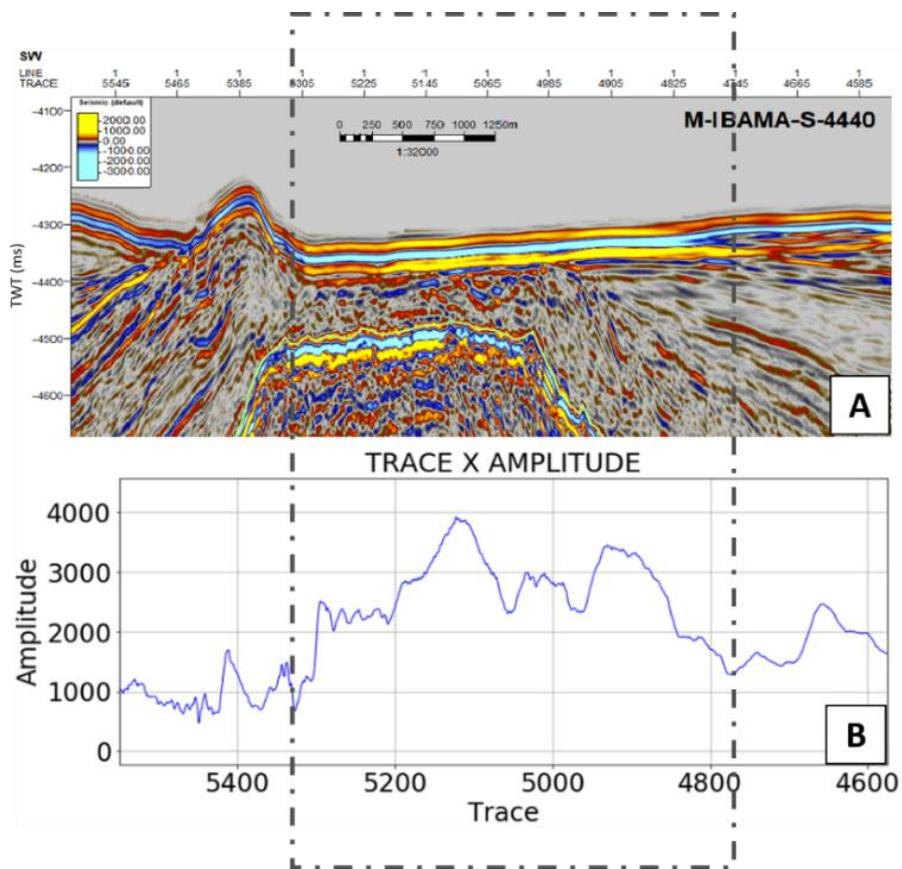 SW
LINE 1 1 1 1 1 1 1 1 1 1 1 1 1
TRACE 5545 5465 5385 5305 5225 5145 5065 4985 4905 4825 4745 4665 4585
-4100
-4200
-4300
-4400
-4500
-4600
TWT (ms)
Seismic (default)
2000.00
1000.00
0.00
-1000.00
-2000.00
-3000.00
0 250 500 750 1000 1250m
1:32000
M-IBAMA-S-4440
A
TRACE X AMPLITUDE
4000
3000
2000
1000
0
Amplitude
5400 5200 5000 4800 4600
Trace
B